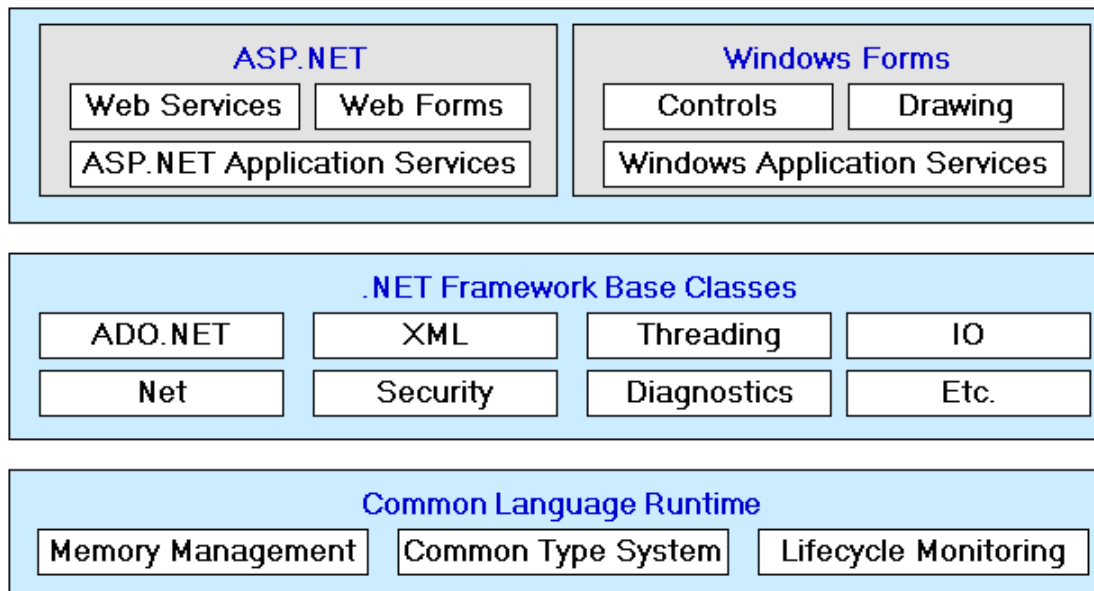 ASP.NET
Web Services
Web Forms
ASP.NET Application Services
Windows Forms
Controls
Drawing
Windows Application Services
.NET Framework Base Classes
ADO.NET
XML
Threading
IO
Net
Security
Diagnostics
Etc.
Common Language Runtime
Memory Management
Common Type System
Lifecycle Monitoring